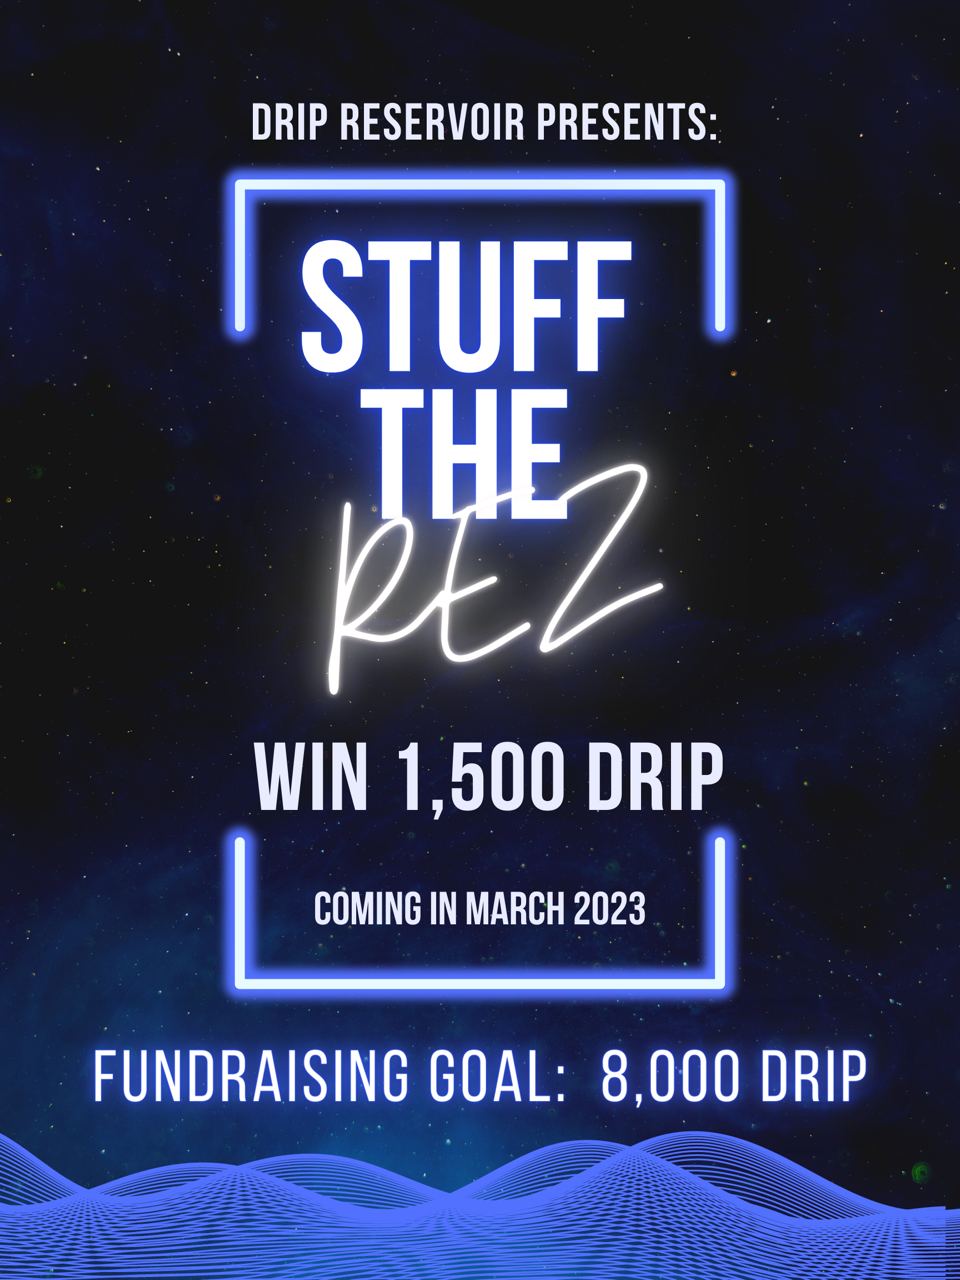 DRIP RESERVOIR PRESENTS:
STUFF
THE
REZ
WIN 1,500 DRIP
COMING IN MARCH 2023
FUNDRAISING GOAL: 8,000 DRIP